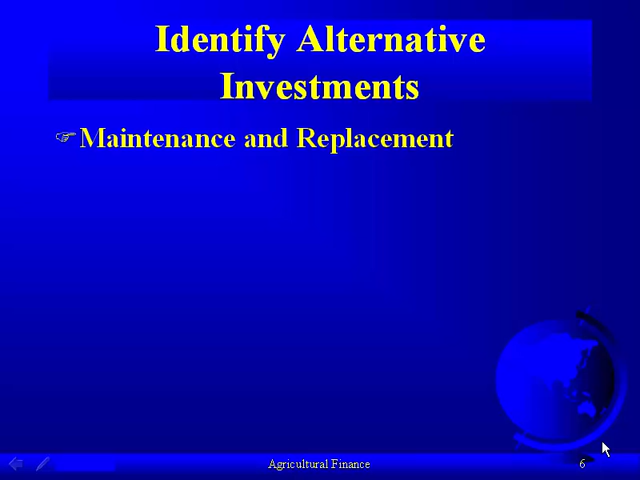 Identify Alternative
Investments
Maintenance and Replacement
Agricultural Finance
6